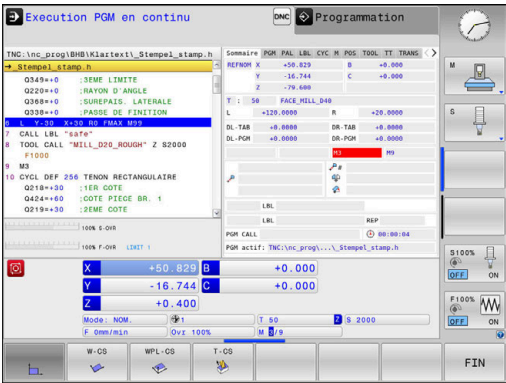 Execution PGM en continu
DNC
Programmation
TNC:\nc_prog\BHB\Klartext\_Stempel_stamp.h
→ _Stempel_stamp.h
Q349=+0 ;3EME LIMITE
Q220=+0 ;RAYON D'ANGLE
Q368=+0 ;SUREPAIS. LATERALE
Q338=+0 ;PASSE DE FINITION
6 L Y-30 X+30 R0 FMAX M99
7 CALL LBL "safe"
8 TOOL CALL "MILL_D20_ROUGH" Z S2000
F1000
9 M3
10 CYCL DEF 256 TENON RECTANGULAIRE
Q218=+30 ;1ER COTE
Q424=+60 ;COTE PIECE BR. 1
Q219=+30 ;2EME COTE
100% S-OVR
100% F-OVR LIMIT 1
Sommaire PGM PAL LBL CYC M POS TOOL TT TRANS
REFNOM X +50.829 B +0.000
Y -16.744 C +0.000
Z -79.600
T : 50 FACE_MILL_D40
L +120.0000 R +20.0000
DL-TAB +0.0000 DR-TAB +0.0000
DL-PGM +0.0000 DR-PGM +0.0000
M3 M9
LBL
LBL REP
PGM CALL 00:00:04
PGM actif: TNC:\nc_prog\...\_Stempel_stamp.h
X +50.829 B +0.000
Y -16.744 C +0.000
Z +0.400
Mode: NOM. 1 T 50 Z S 2000
F 0mm/min Ovr 100% M 3/9
M
S
S100%
OFF ON
F100%
OFF ON
W-CS
WPL-CS
T-CS
FIN